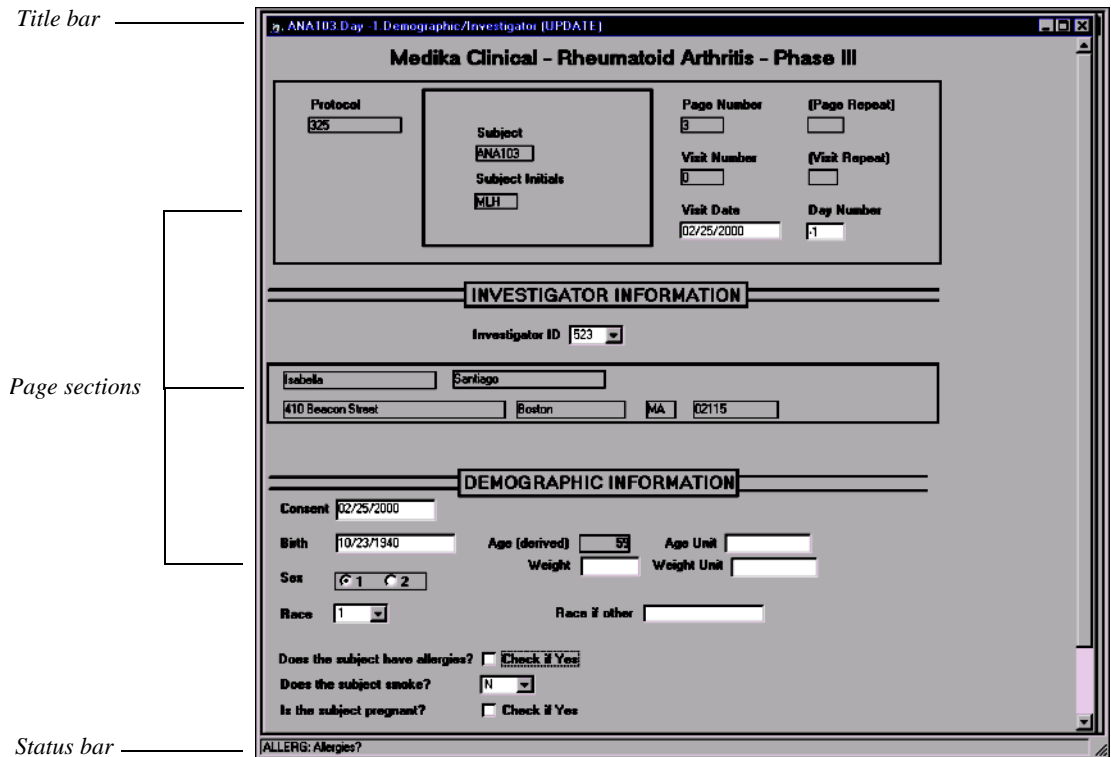 Title bar
ANA103 Day -1 Demographic/Investigator (UPDATE)
Medika Clinical - Rheumatoid Arthritis - Phase III
Protocol
325
Subject
ANA103
Subject Initials
MLH
Page Number (Page Repeat)
3
Visit Number (Visit Repeat)
0
Visit Date Day Number
02/25/2000 -1
INVESTIGATOR INFORMATION
Investigator ID 523
Page sections
Isabella Santiago
410 Beacon Street Boston MA 02115
DEMOGRAPHIC INFORMATION
Consent 02/25/2000
Birth 10/23/1940 Age (derived) 59 Age Unit
Weight Weight Unit
Sex 1 2
Race 1 Race if other
Does the subject have allergies? Check if Yes
Does the subject smoke? N
Is the subject pregnant? Check if Yes
Status bar
ALLERG: Allergies?